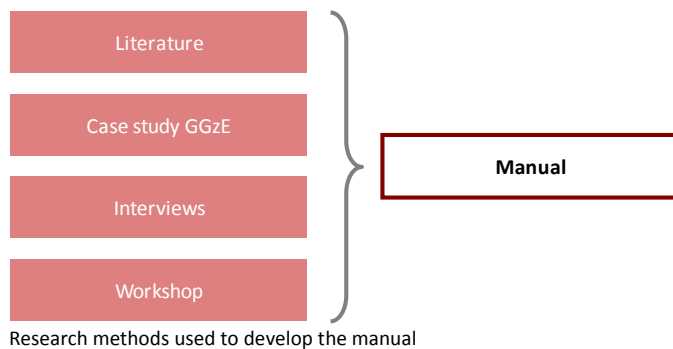 Literature
Case study GGzE
Manual
Interviews
Workshop
Research methods used to develop the manual